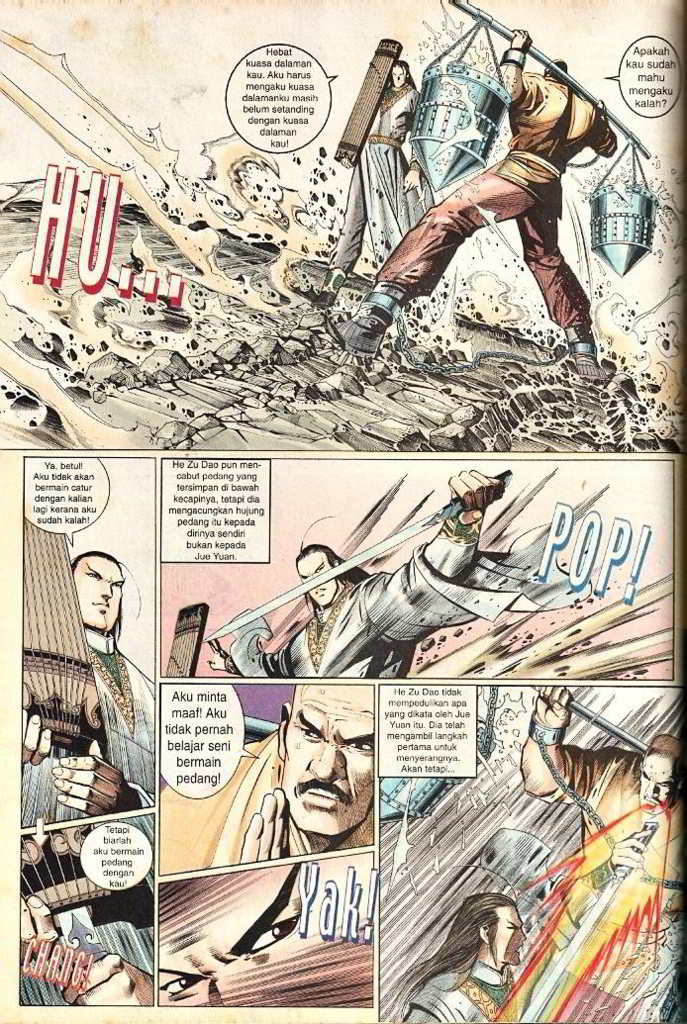 Hebat
kuasa dalaman
kau. Aku harus
mengaku kuasa
dalamanku masih
belum setanding
dengan kuasa
dalaman
kau!
Apakah
kau sudah
mahu
mengaku
kalah?
HU...
Ya, betul!
Aku tidak akan
bermain catur
dengan kalian
lagi kerana aku
sudah kalah!
He Zu Dao pun men-
cabut pedang yang
tersimpan di bawah
kecapinya, tetapi dia
mengacungkan hujung
pedang itu kepada
dirinya sendiri
bukan kepada
Jue Yuan.
POP!
Tetapi
biarlah
aku bermain
pedang
dengan
kau!
CHANG!
Aku minta
maaf! Aku
tidak pernah
belajar seni
bermain
pedang!
Yak!
He Zu Dao tidak
mempedulikan apa
yang dikata oleh Jue
Yuan itu. Dia telah
mengambil langkah
pertama untuk
menyerangnya.
Akan tetapi...